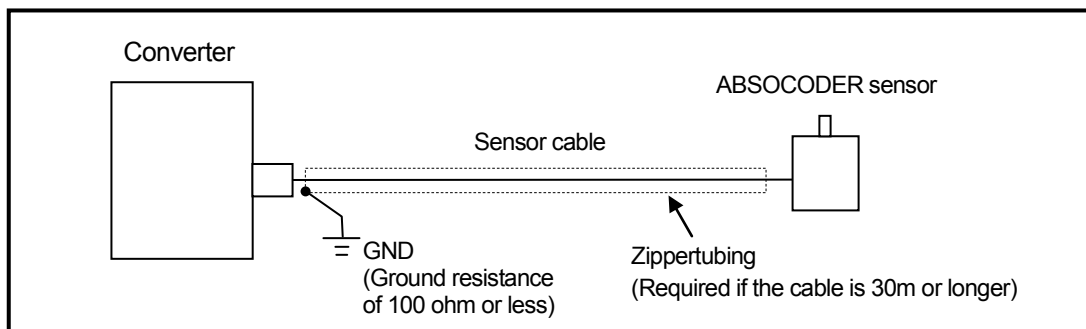 Converter
ABSOCODER sensor
Sensor cable
GND
(Ground resistance
of 100 ohm or less)
Zippertubing
(Required if the cable is 30m or longer)